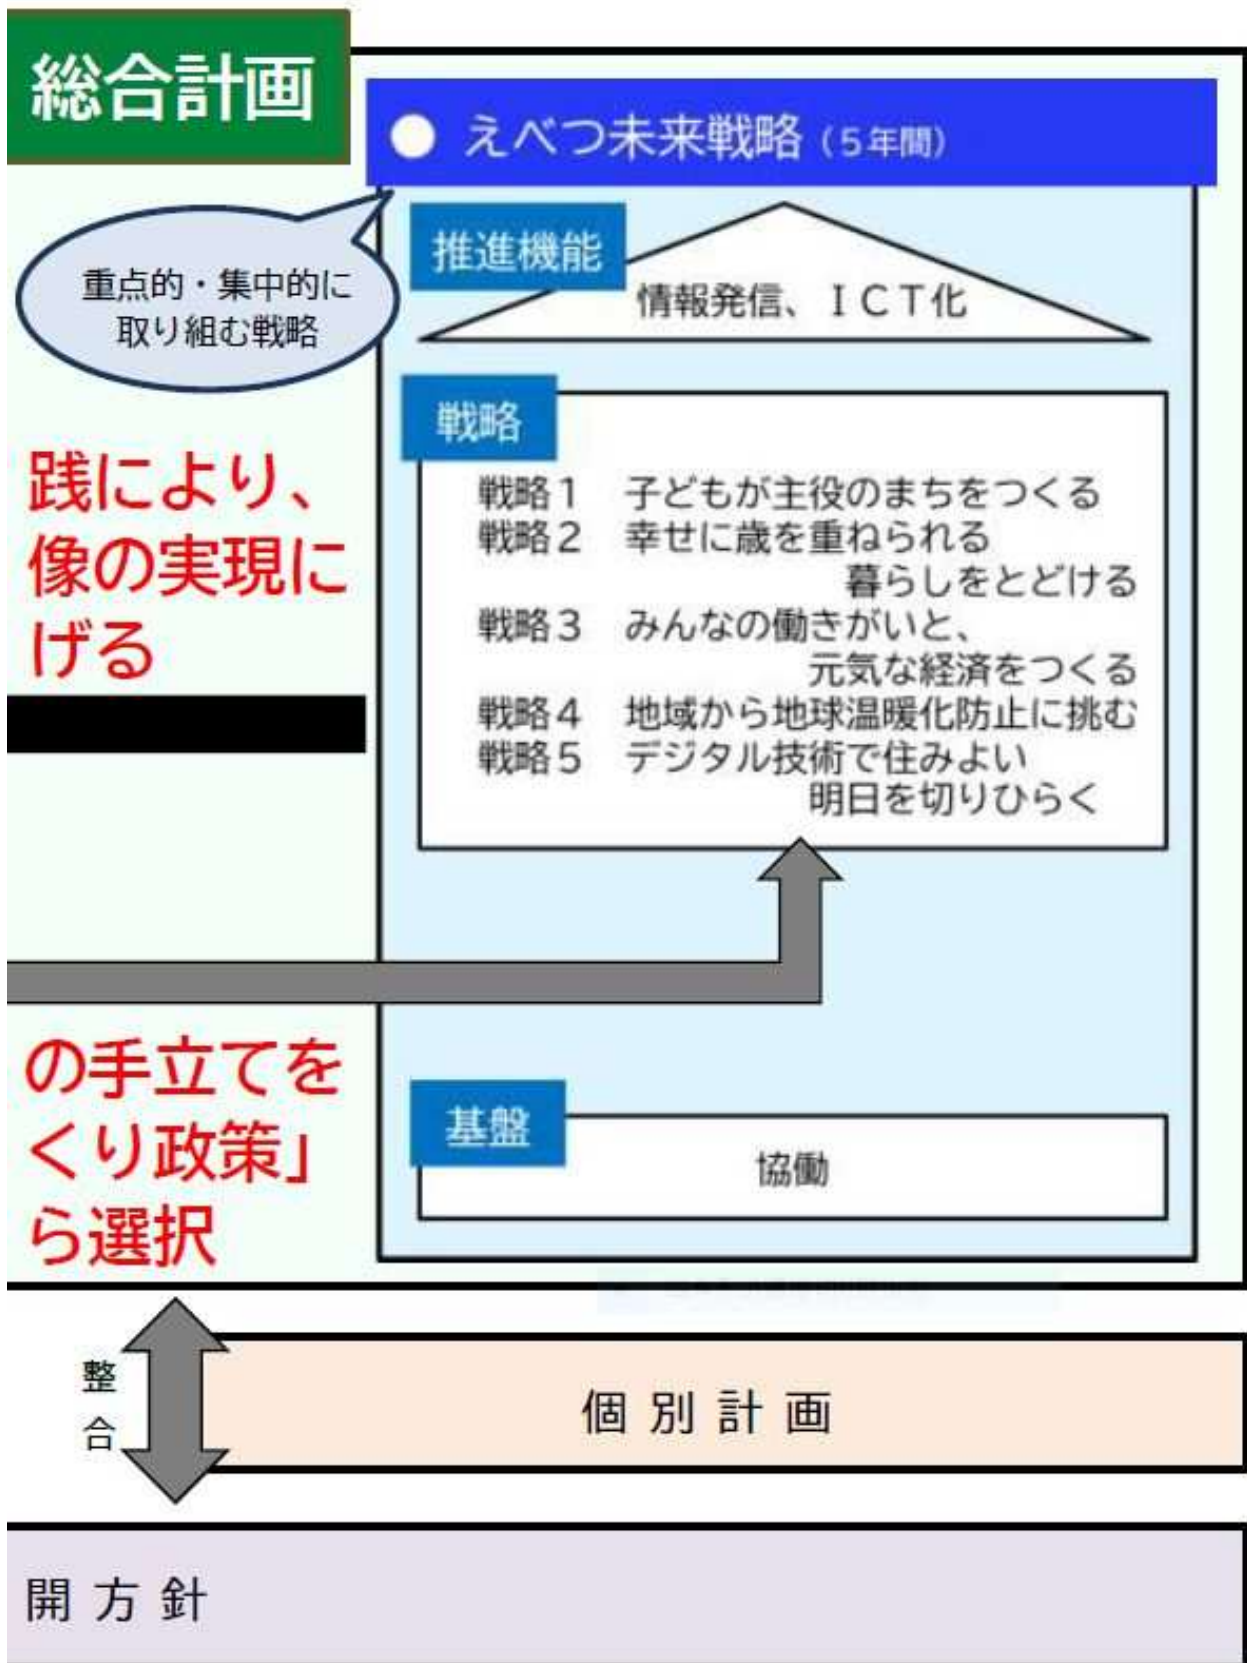 総合計画
● えべつ未来戦略（５年間）
重点的・集中的に
取り組む戦略
推進機能
情報発信、ＩＣＴ化
戦略
戦略１　子どもが主役のまちをつくる
戦略２　幸せに歳を重ねられる
暮らしをとどける
戦略３　みんなの働きがいと、
元気な経済をつくる
戦略４　地域から地球温暖化防止に挑む
戦略５　デジタル技術で住みよい
明日を切りひらく
践により、
像の実現に
げる
の手立てを
くり政策」
ら選択
基盤
協働
整
合
個別計画
開方針